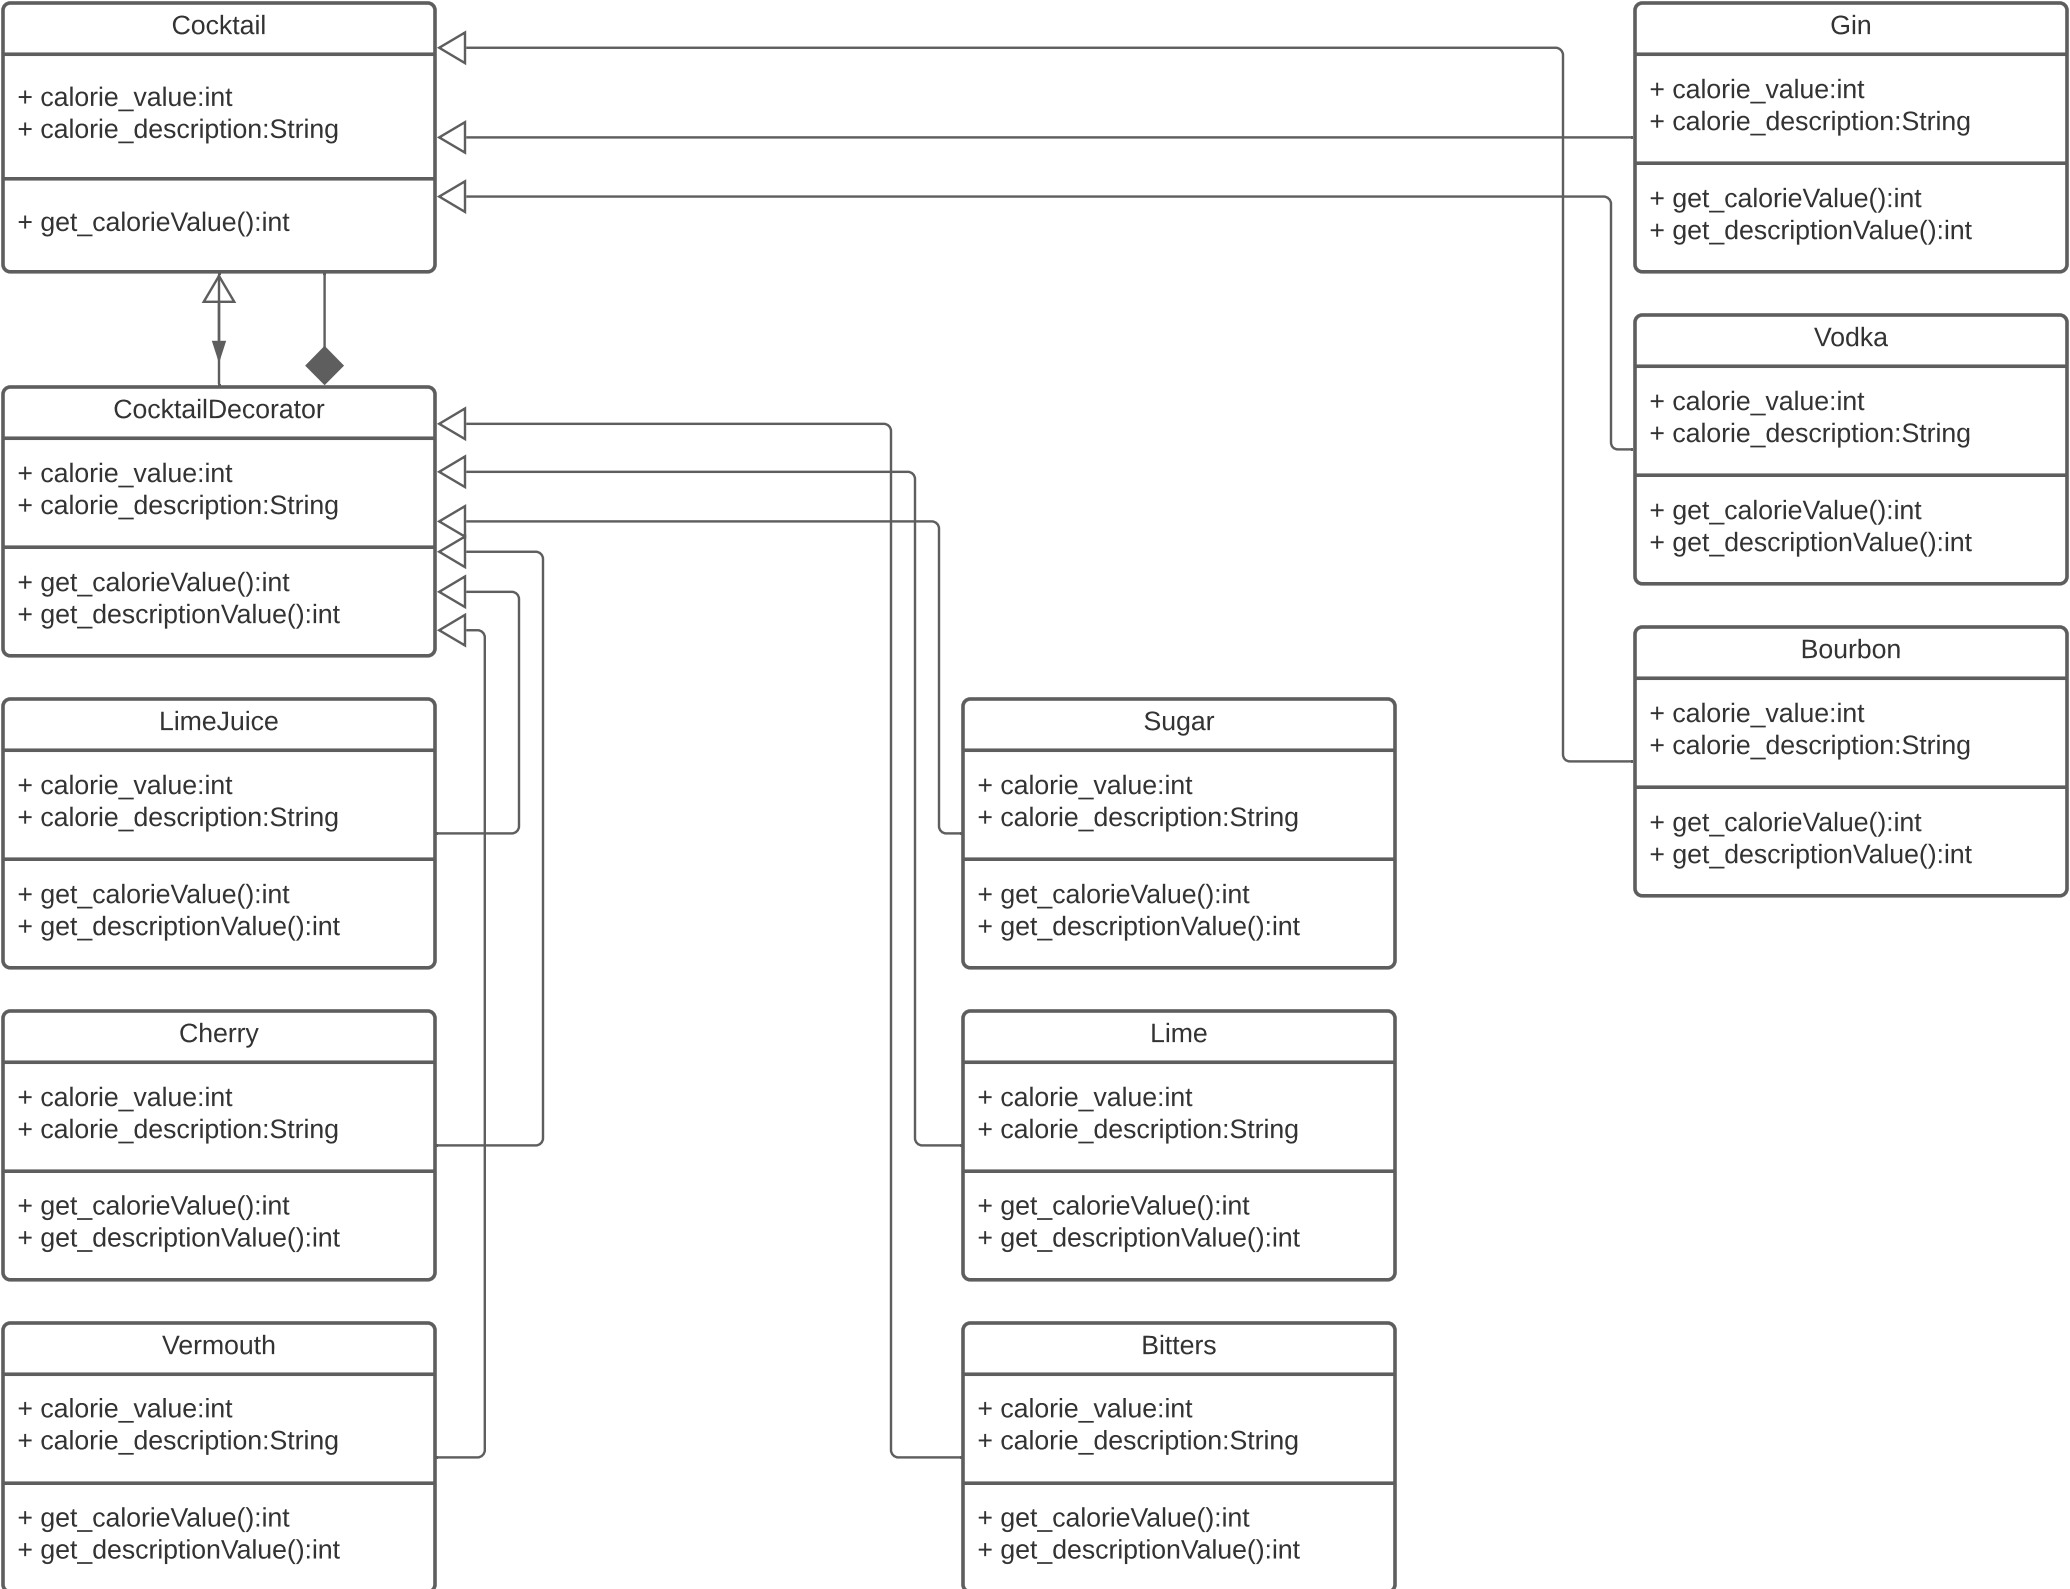 Cocktail
+ calorie_value:int
+ calorie_description:String
+ get_calorieValue():int
Gin
+ calorie_value:int
+ calorie_description:String
+ get_calorieValue():int
+ get_descriptionValue():int
Vodka
+ calorie_value:int
+ calorie_description:String
+ get_calorieValue():int
+ get_descriptionValue():int
CocktailDecorator
+ calorie_value:int
+ calorie_description:String
+ get_calorieValue():int
+ get_descriptionValue():int
Bourbon
+ calorie_value:int
+ calorie_description:String
+ get_calorieValue():int
+ get_descriptionValue():int
LimeJuice
+ calorie_value:int
+ calorie_description:String
+ get_calorieValue():int
+ get_descriptionValue():int
Sugar
+ calorie_value:int
+ calorie_description:String
+ get_calorieValue():int
+ get_descriptionValue():int
Cherry
+ calorie_value:int
+ calorie_description:String
+ get_calorieValue():int
+ get_descriptionValue():int
Lime
+ calorie_value:int
+ calorie_description:String
+ get_calorieValue():int
+ get_descriptionValue():int
Vermouth
+ calorie_value:int
+ calorie_description:String
+ get_calorieValue():int
+ get_descriptionValue():int
Bitters
+ calorie_value:int
+ calorie_description:String
+ get_calorieValue():int
+ get_descriptionValue():int